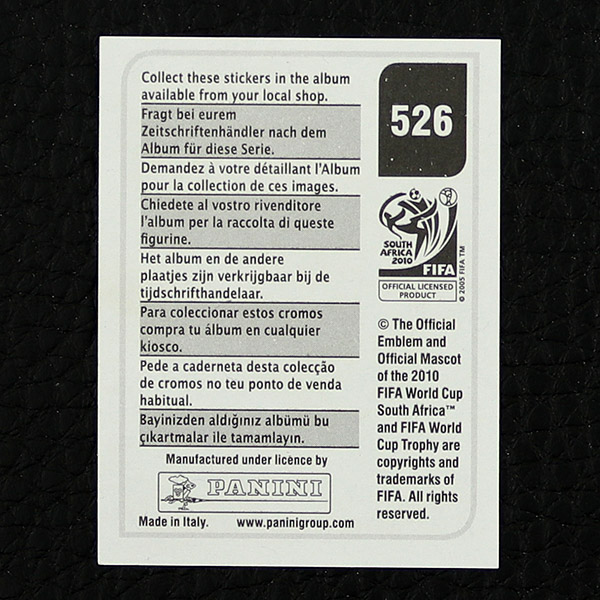 Collect these stickers in the album
available from your local shop.
Fragt bei eurem
Zeitschriftenhändler nach dem
Album für diese Serie.
Demandez à votre détaillant l'Album
pour la collection de ces images.
Chiedete al vostro rivenditore
l'album per la raccolta di queste
figurine.
Het album en de andere
plaatjes zijn verkrijgbaar bij de
tijdschrifthandelaar.
Para coleccionar estos cromos
compra tu álbum en cualquier
kiosco.
Pede a caderneta desta colecção
de cromos no teu ponto de venda
habitual.
Bayinizden aldığınız albümü bu
çıkartmalar ile tamamlayın.
Manufactured under licence by
PANINI
Made in Italy. www.paninigroup.com
526
SOUTH
AFRICA
2010
FIFA
OFFICIAL LICENSED
PRODUCT
© 2005 FIFA TM
© The Official
Emblem and
Official Mascot
of the 2010
FIFA World Cup
South Africa™
and FIFA World
Cup Trophy are
copyrights and
trademarks of
FIFA. All rights
reserved.